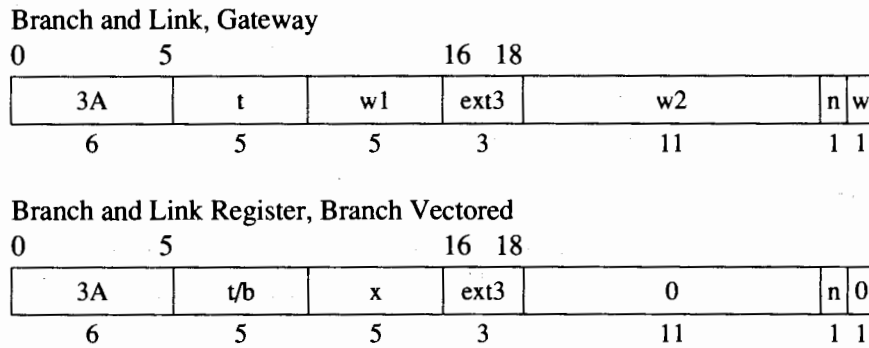 Branch and Link, Gateway
0 5 16 18
3A t w1 ext3 w2 n w
6 5 5 3 11 1 1
Branch and Link Register, Branch Vectored
0 5 16 18
3A t/b x ext3 0 n 0
6 5 5 3 11 1 1